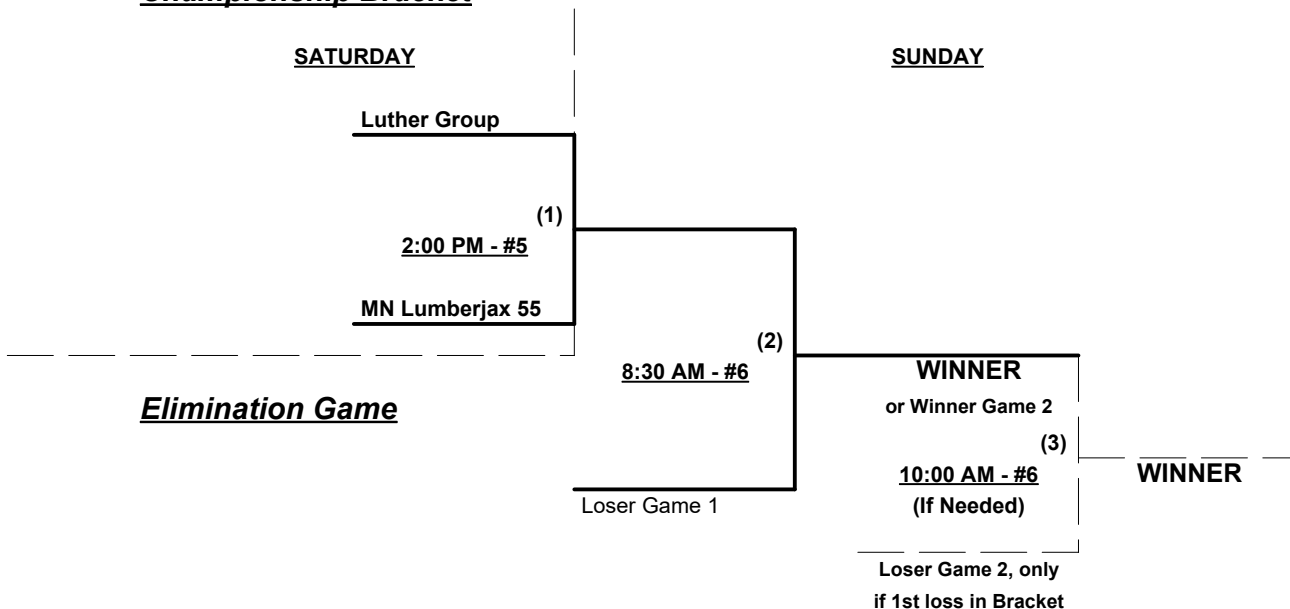 Championship Bracket
SATURDAY
SUNDAY
Luther Group
(1)
2:00 PM - #5
MN Lumberjax 55
(2)
8:30 AM - #6
WINNER
or Winner Game 2
Elimination Game
(3)
10:00 AM - #6
WINNER
(If Needed)
Loser Game 1
Loser Game 2, only
if 1st loss in Bracket